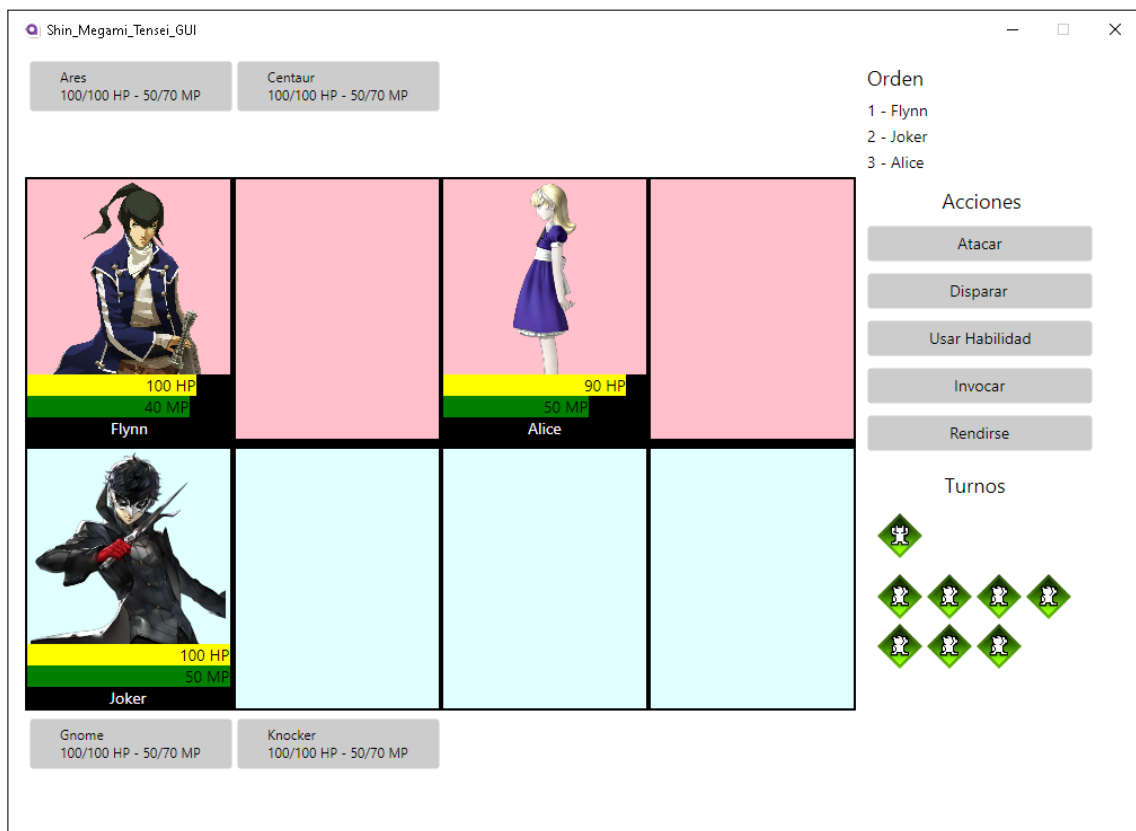 Shin_Megami_Tensei_GUI
Ares
100/100 HP - 50/70 MP
Centaur
100/100 HP - 50/70 MP
Orden
1 - Flynn
2 - Joker
3 - Alice
Acciones
Atacar
Disparar
Usar Habilidad
Invocar
Rendirse
Turnos
100 HP
40 MP
Flynn
90 HP
50 MP
Alice
100 HP
50 MP
Joker
Gnome
100/100 HP - 50/70 MP
Knocker
100/100 HP - 50/70 MP